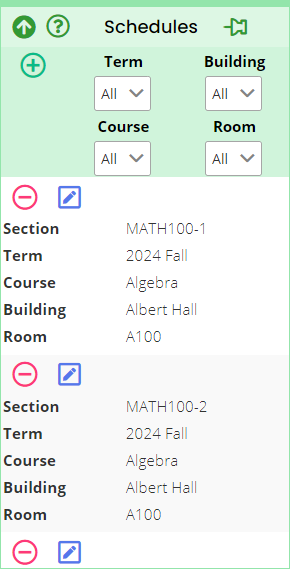 Schedules
Term Building
All All
Course Room
All All
Section MATH100-1
Term 2024 Fall
Course Algebra
Building Albert Hall
Room A100
Section MATH100-2
Term 2024 Fall
Course Algebra
Building Albert Hall
Room A100